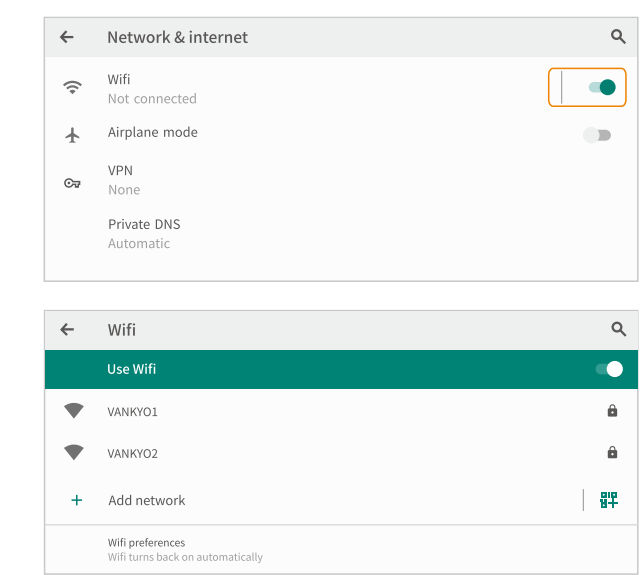 Network & internet
Wifi
Not connected
Airplane mode
VPN
None
Private DNS
Automatic
Wifi
Use Wifi
VANKYO1
VANKYO2
Add network
Wifi preferences
Wifi turns back on automatically